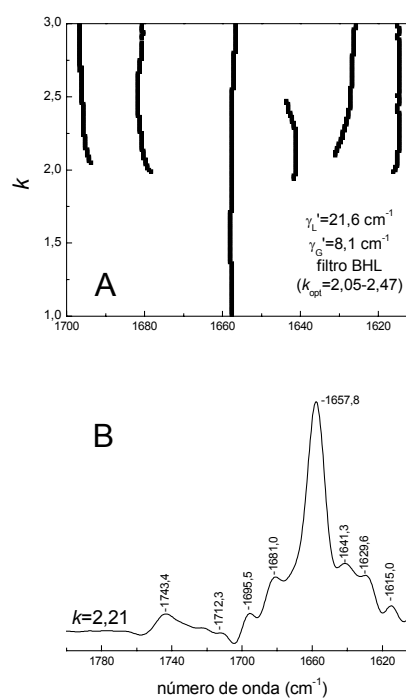 3,0
2,5
2,0
1,5
1,0
k
1700
1680
1660
1640
1620
γL'=21,6 cm-1
γG'=8,1 cm-1
filtro BHL
(kopt=2,05-2,47)
A
B
-1743,4
-1712,3
-1695,5
-1681,0
-1657,8
-1641,3
-1629,6
-1615,0
k=2,21
1780
1740
1700
1660
1620
número de onda (cm-1)